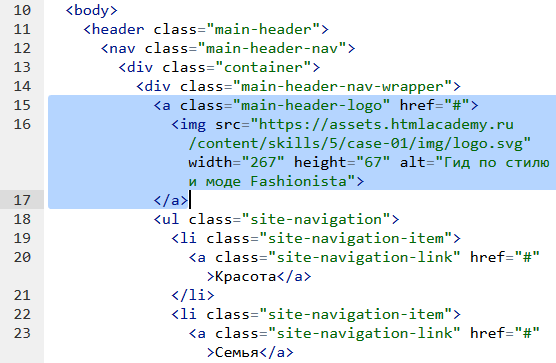 10 <body>
11 <header class="main-header">
12 <nav class="main-header-nav">
13 <div class="container">
14 <div class="main-header-nav-wrapper">
15 <a class="main-header-logo" href="#">
16 <img src="https://assets.htmlacademy.ru
/content/skills/5/case-01/img/logo.svg"
width="267" height="67" alt="Гид по стилю
и моде Fashionista">
17 </a>
18 <ul class="site-navigation">
19 <li class="site-navigation-item">
20 <a class="site-navigation-link" href="#"
>Красота</a>
21 </li>
22 <li class="site-navigation-item">
23 <a class="site-navigation-link" href="#"
>Семья</a>